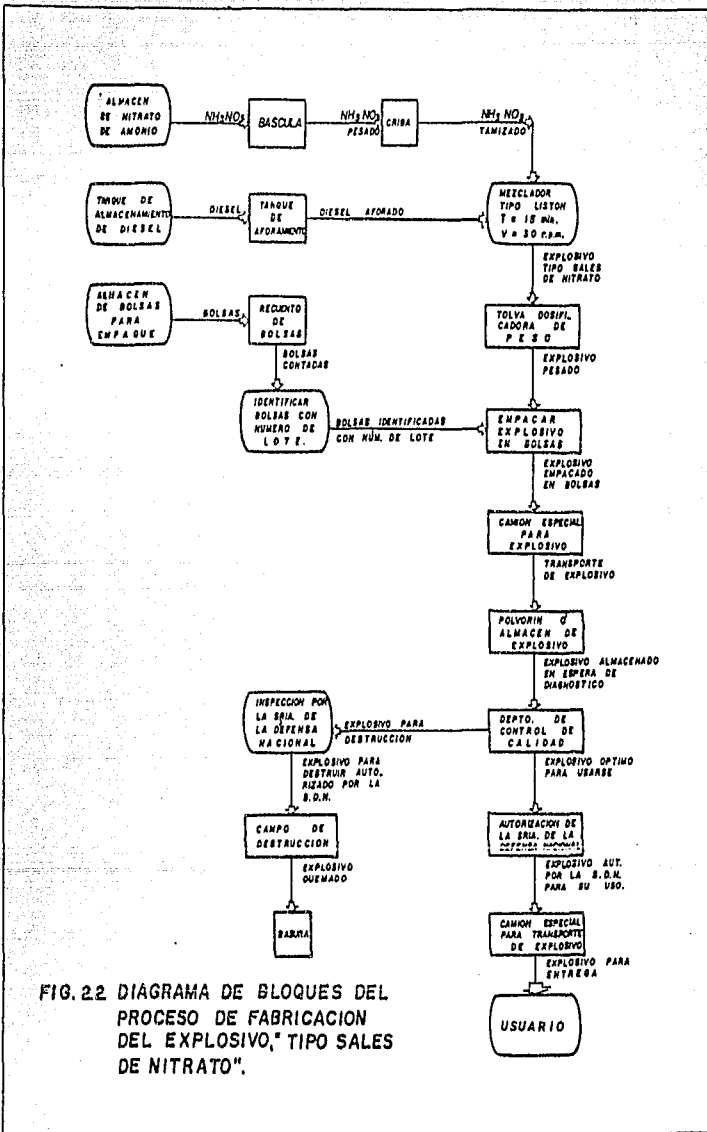 ALMACEN
DE NITRATO
DE AMONIO
NH3NO3
BASCULA
NH3NO3
PESADO
CRIBA
NH3NO3
TAMIZADO
TANQUE DE
ALMACENAMIENTO
DE DIESEL
DIESEL
TANQUE
DE
AFORAMIENTO
DIESEL AFORADO
MEZCLADOR
TIPO LISTON
T = 15 min.
V = 30 r.p.m.
EXPLOSIVO
TIPO SALES
DE NITRATO
ALMACEN
DE BOLSAS
PARA
EMPAQUE
BOLSAS
RECUENTO
DE
BOLSAS
BOLSAS
CONTADAS
TOLVA DOSIFI-
CADORA DE
PESO
EXPLOSIVO
PESADO
IDENTIFICAR
BOLSAS CON
NUMERO DE
LOTE.
BOLSAS IDENTIFICADAS
CON NUM. DE LOTE
EMPACAR
EXPLOSIVO
EN BOLSAS
EXPLOSIVO
EMPACADO
EN BOLSAS
CAMION ESPECIAL
PARA
EXPLOSIVO
TRANSPORTE
DE EXPLOSIVO
POLVORIN O
ALMACEN DE
EXPLOSIVO
EXPLOSIVO ALMACENADO
EN ESPERA DE
DIAGNOSTICO
DEPTO. DE
CONTROL DE
CALIDAD
EXPLOSIVO PARA
DESTRUCCION
INSPECCION POR
LA SRIA. DE
LA DEFENSA
NACIONAL
EXPLOSIVO PARA
DESTRUIR AUTO-
RIZADO POR LA
S.D.N.
CAMPO DE
DESTRUCCION
EXPLOSIVO
QUEMADO
BASURA
EXPLOSIVO OPTIMO
PARA USARSE
AUTORIZACION DE
LA SRIA. DE LA
DEFENSA NACIONAL
EXPLOSIVO AUT.
POR LA S.D.N.
PARA SU USO.
CAMION ESPECIAL
PARA TRANSPORTE
DE EXPLOSIVO
EXPLOSIVO PARA
ENTREGA
USUARIO
FIG. 2.2 DIAGRAMA DE BLOQUES DEL
PROCESO DE FABRICACION
DEL EXPLOSIVO," TIPO SALES
DE NITRATO".